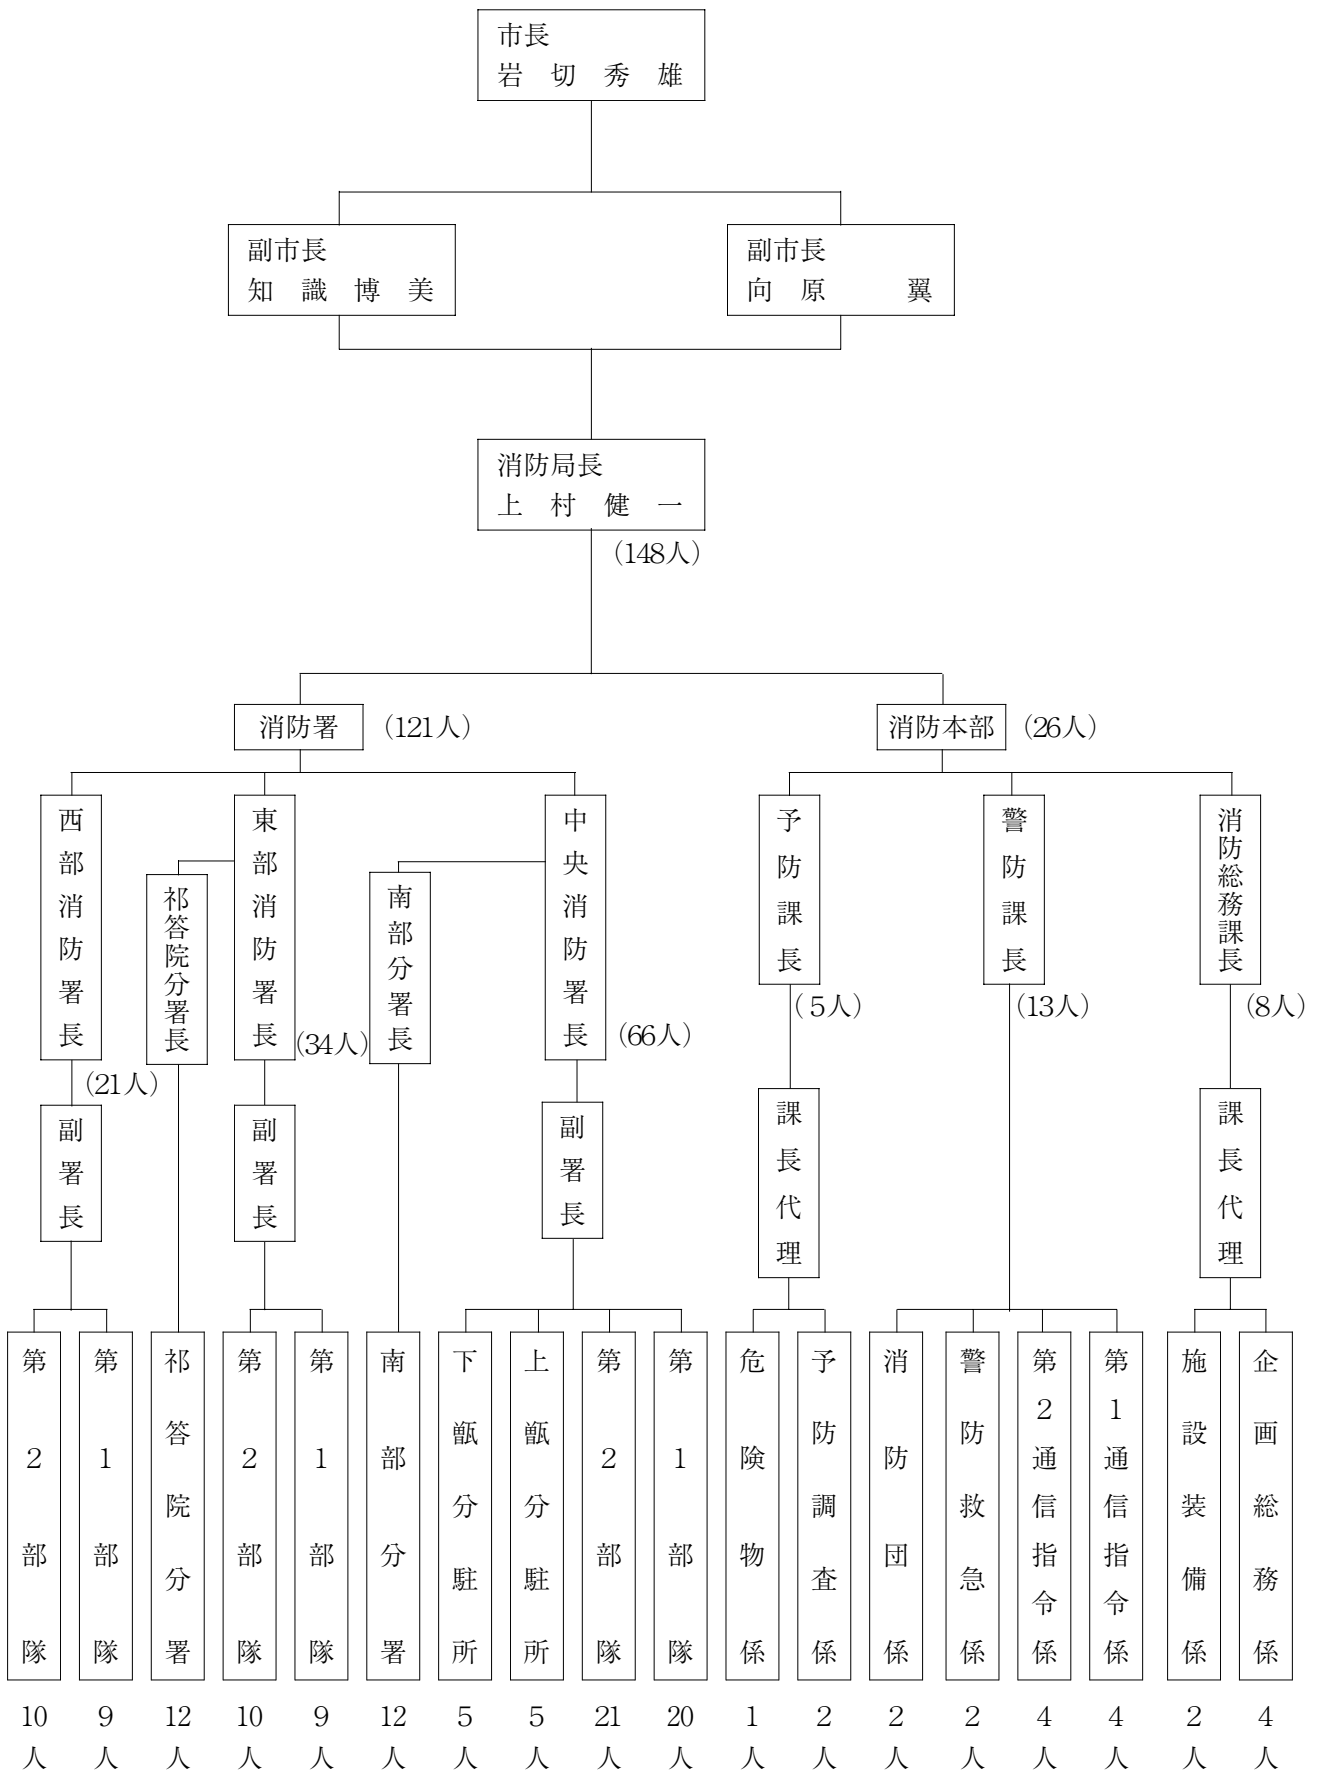 市長
岩切秀雄
副市長
知識博美
副市長
向原翼
消防局長
上村健一
(148人)
消防署
(121人)
消防本部
(26人)
西部消防署長
(21人)
祁答院分署長
東部消防署長
(34人)
南部分署長
中央消防署長
(66人)
予防課長
(5人)
警防課長
(13人)
消防総務課長
(8人)
副署長
副署長
副署長
課長代理
課長代理
第2部隊
第1部隊
祁答院分署
第2部隊
第1部隊
南部分署
下甑分駐所
上甑分駐所
第2部隊
第1部隊
危険物係
予防調査係
消防団係
警防救急係
第2通信指令係
第1通信指令係
施設装備係
企画総務係
10人
9人
12人
10人
9人
12人
5人
5人
21人
20人
1人
2人
2人
2人
4人
4人
2人
4人